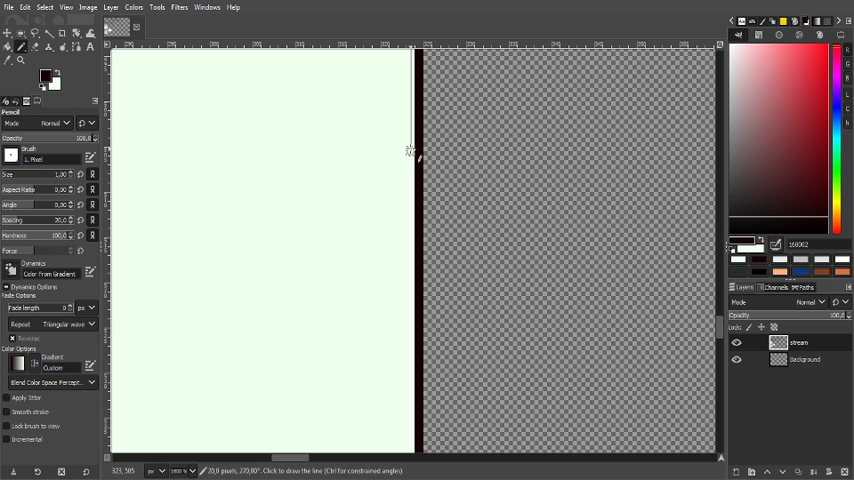 File Edit Select View Image Layer Colors Tools Filters Windows Help
Pencil
Mode Normal
Opacity 100,0
Brush
1. Pixel
Size 1,00
Aspect Ratio 0,00
Angle 0,00
Spacing 20,0
Hardness 100,0
Force
Dynamics
Color From Gradient
Dynamics Options
Fade Options
Fade length 0 px
Repeat Triangular wave
Reverse
Color Options
Gradient
Custom
Blend Color Space Percept...
Apply Jitter
Smooth stroke
Lock brush to view
Incremental
323, 505 px 1600 % 20,0 pixels, 270,00°. Click to draw the line (Ctrl for constrained angles)
R
G
B
L
C
h
160002
Layers Channels Paths
Mode Normal
Opacity 100,0
Lock:
stream
Background